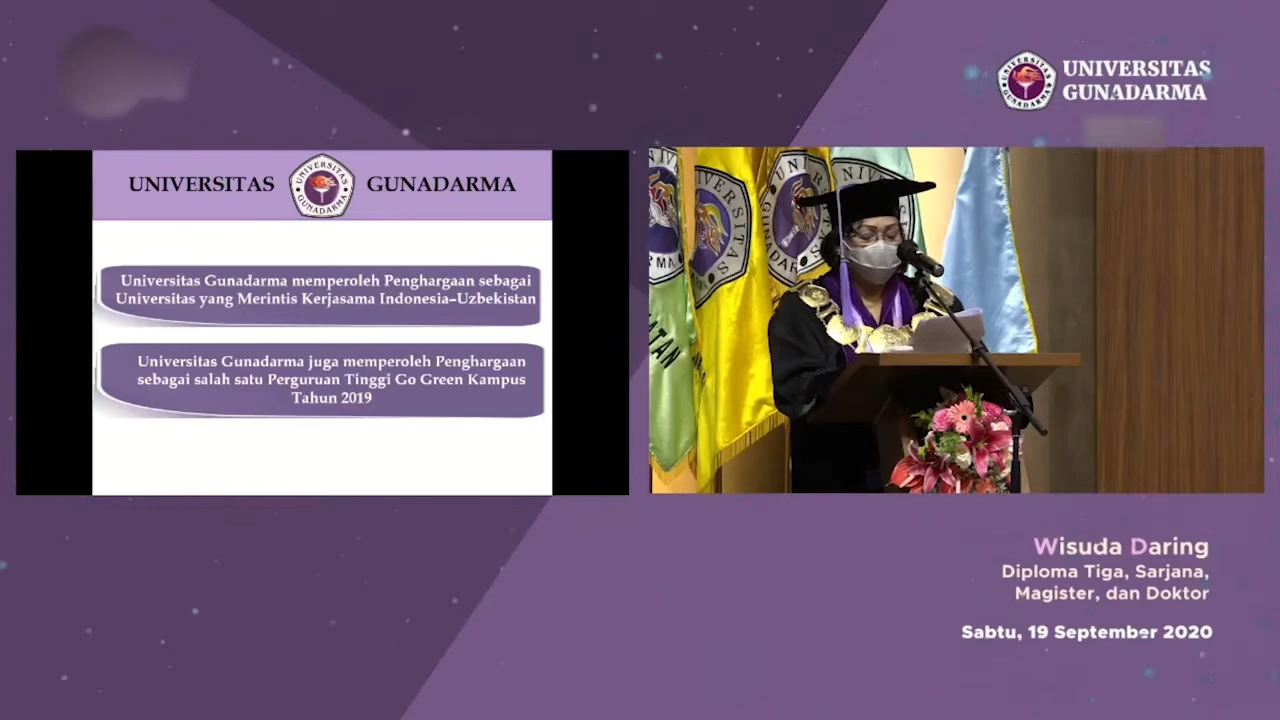 UNIVERSITAS
GUNADARMA
UNIVERSITAS GUNADARMA
UNIVERSITAS
GUNADARMA
Universitas Gunadarma memperoleh Penghargaan sebagai
Universitas yang Merintis Kerjasama Indonesia–Uzbekistan
Universitas Gunadarma juga memperoleh Penghargaan
sebagai salah satu Perguruan Tinggi Go Green Kampus
Tahun 2019
Wisuda Daring
Diploma Tiga, Sarjana,
Magister, dan Doktor
Sabtu, 19 September 2020